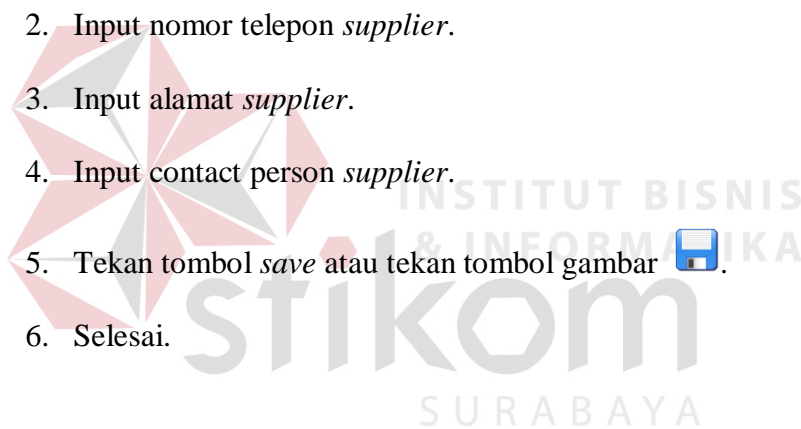 2. Input nomor telepon supplier.
3. Input alamat supplier.
4. Input contact person supplier.
INSTITUT BISNIS
& INFORMATIKA
5. Tekan tombol save atau tekan tombol gambar .
stikom
6. Selesai.
SURABAYA